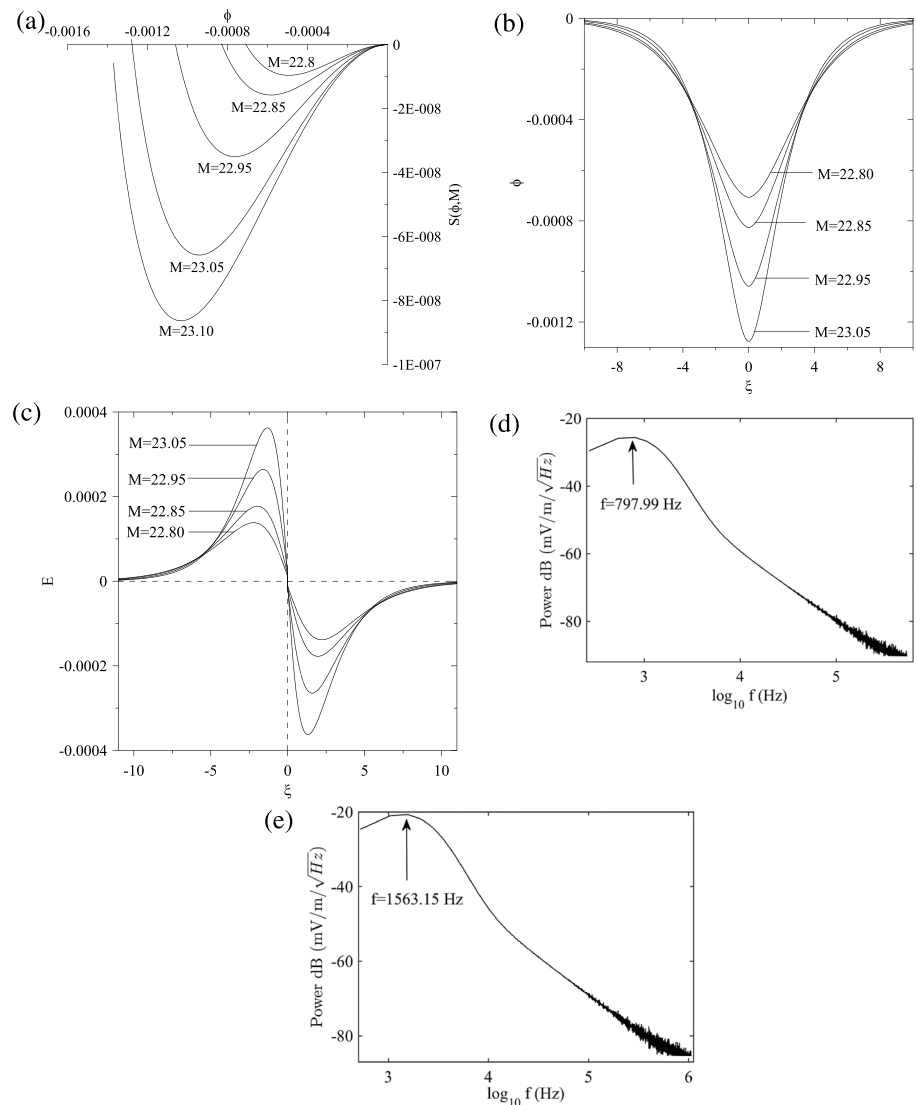 (a)
ϕ
-0.0016 -0.0012 -0.0008 -0.0004
0
-2E-008
-4E-008
-6E-008
-8E-008
-1E-007
S(ϕ,M)
M=22.8
M=22.85
M=22.95
M=23.05
M=23.10
(b)
0
-0.0004
-0.0008
-0.0012
ϕ
M=22.80
M=22.85
M=22.95
M=23.05
-8 -4 0 4 8
ξ
(c)
0.0004
0.0002
0
-0.0002
-0.0004
E
M=23.05
M=22.95
M=22.85
M=22.80
-10 -5 0 5 10
ξ
(d)
-20
-40
-60
-80
Power dB (mV/m/√Hz)
f=797.99 Hz
3 4 5
log₁₀ f (Hz)
(e)
-20
-40
-60
-80
Power dB (mV/m/√Hz)
f=1563.15 Hz
3 4 5 6
log₁₀ f (Hz)